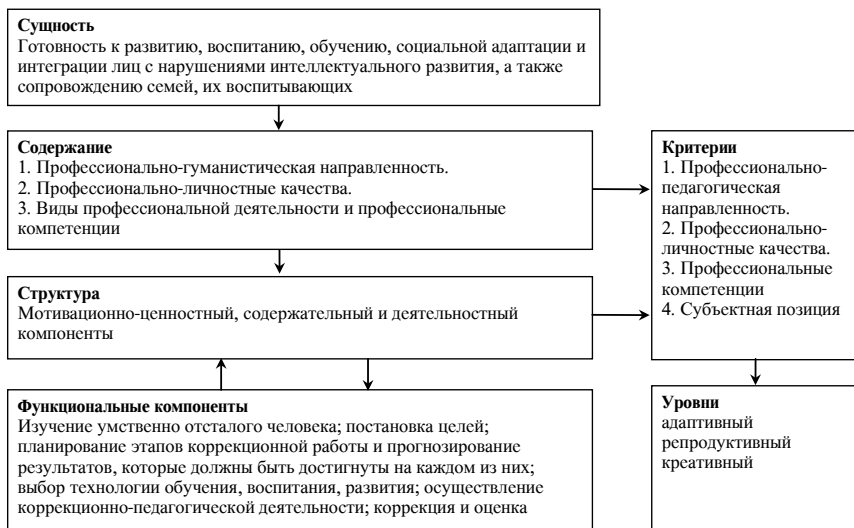 Сущность
Готовность к развитию, воспитанию, обучению, социальной адаптации и
интеграции лиц с нарушениями интеллектуального развития, а также
сопровождению семей, их воспитывающих
Содержание
1. Профессионально-гуманистическая направленность.
2. Профессионально-личностные качества.
3. Виды профессиональной деятельности и профессиональные
компетенции
Критерии
1. Профессионально-
педагогическая
направленность.
2. Профессионально-
личностные качества.
3. Профессиональные
компетенции
4. Субъектная позиция
Структура
Мотивационно-ценностный, содержательный и деятельностный
компоненты
Функциональные компоненты
Изучение умственно отсталого человека; постановка целей;
планирование этапов коррекционной работы и прогнозирование
результатов, которые должны быть достигнуты на каждом из них;
выбор технологии обучения, воспитания, развития; осуществление
коррекционно-педагогической деятельности; коррекция и оценка
Уровни
адаптивный
репродуктивный
креативный